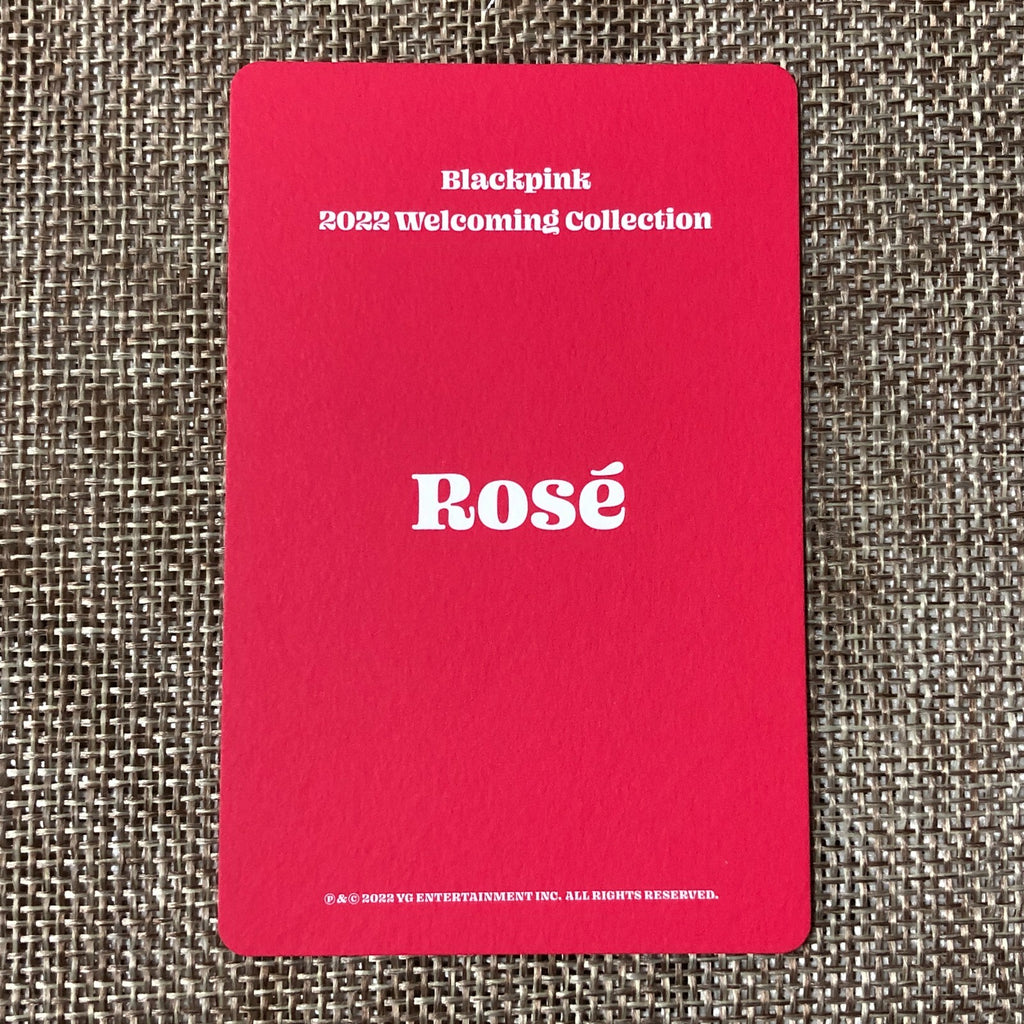 Blackpink
2022 Welcoming Collection
Rosé
℗ & © 2022 YG ENTERTAINMENT INC. ALL RIGHTS RESERVED.